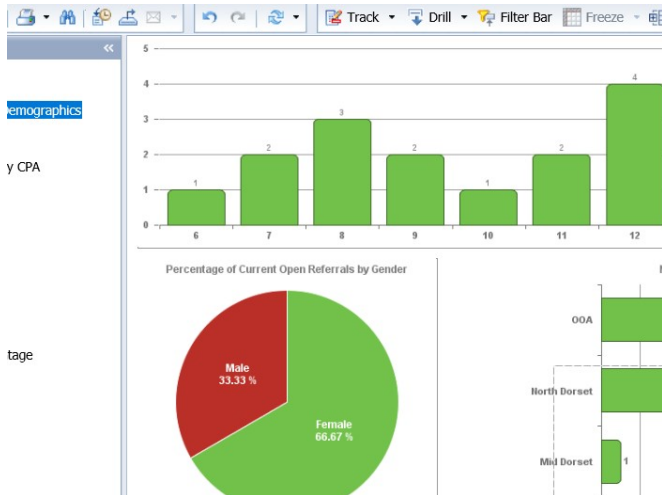 Track Drill Filter Bar Freeze
«
emographics
y CPA
tage
5
4
3
2
1
0
1
2
3
2
1
2
4
6 7 8 9 10 11 12
Percentage of Current Open Referrals by Gender
Male
33.33 %
Female
66.67 %
OOA
North Dorset
Mid Dorset
1